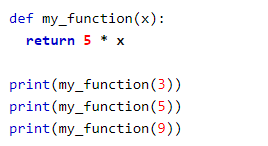 def my_function(x):
  return 5 * x

print(my_function(3))
print(my_function(5))
print(my_function(9))